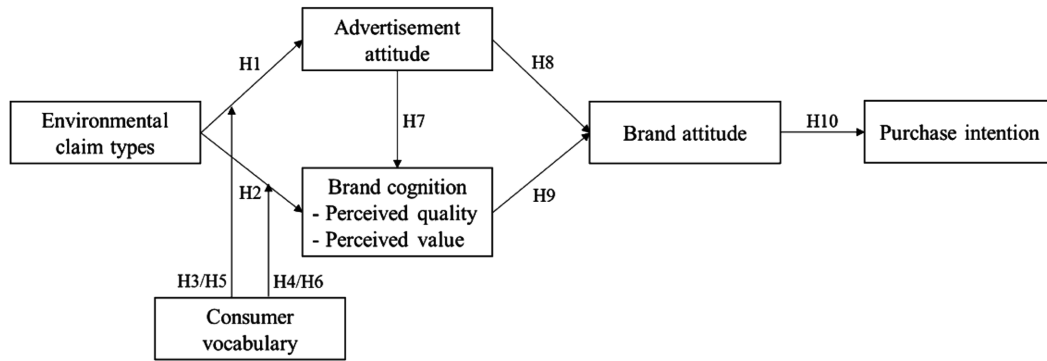 Advertisement
attitude
H1
H8
Environmental
claim types
H7
Brand attitude
H10
Purchase intention
H2
Brand cognition
- Perceived quality
- Perceived value
H9
H3/H5
H4/H6
Consumer
vocabulary